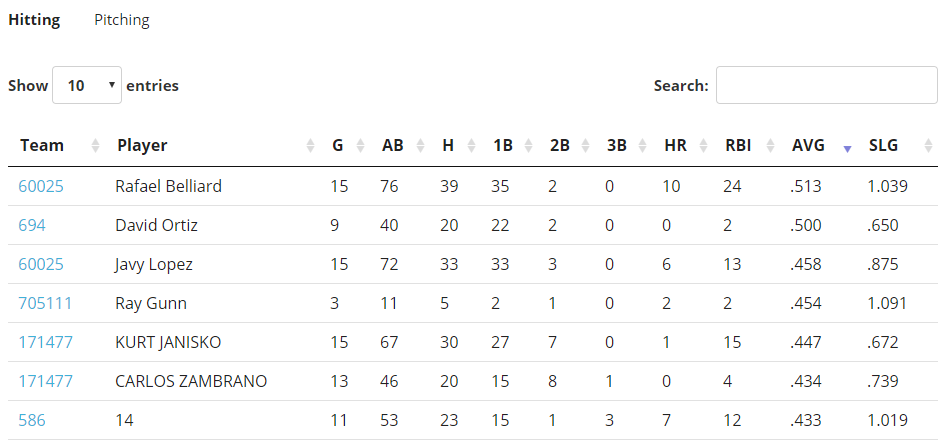 Hitting Pitching
Show 10 entries Search:
Team Player G AB H 1B 2B 3B HR RBI AVG SLG
60025 Rafael Belliard 15 76 39 35 2 0 10 24 .513 1.039
694 David Ortiz 9 40 20 22 2 0 0 2 .500 .650
60025 Javy Lopez 15 72 33 33 3 0 6 13 .458 .875
705111 Ray Gunn 3 11 5 2 1 0 2 2 .454 1.091
171477 KURT JANISKO 15 67 30 27 7 0 1 15 .447 .672
171477 CARLOS ZAMBRANO 13 46 20 15 8 1 0 4 .434 .739
586 14 11 53 23 15 1 3 7 12 .433 1.019